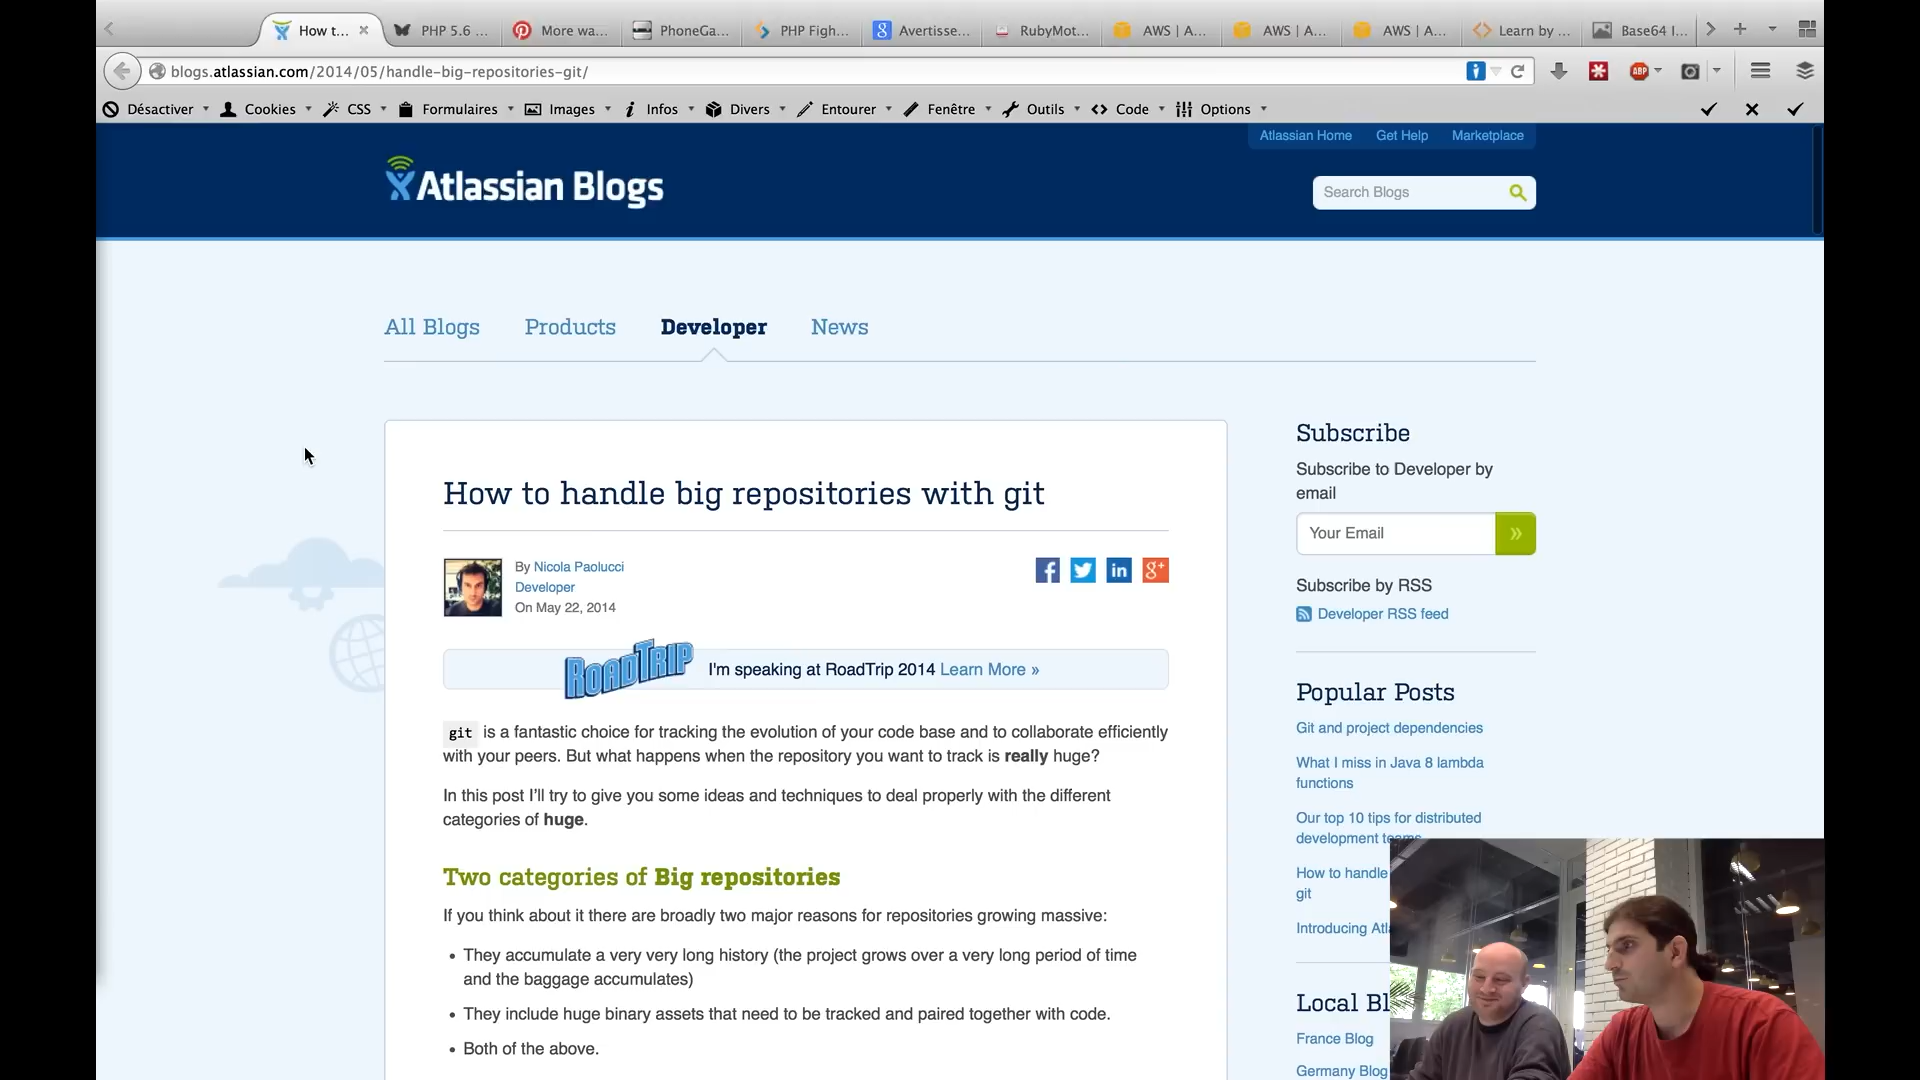 How t...
PHP 5.6 ...
More wa...
PhoneGa...
PHP Figh...
Avertisse...
RubyMot...
AWS | A...
AWS | A...
AWS | A...
Learn by ...
Base64 I...
blogs.atlassian.com/2014/05/handle-big-repositories-git/
ABP
Désactiver
Cookies
CSS
Formulaires
Images
Infos
Divers
Entourer
Fenêtre
Outils
Code
Options
Atlassian Home
Get Help
Marketplace
Atlassian Blogs
Search Blogs
All Blogs
Products
Developer
News
How to handle big repositories with git
By Nicola Paolucci
Developer
On May 22, 2014
ROADTRIP
I'm speaking at RoadTrip 2014 Learn More »
git is a fantastic choice for tracking the evolution of your code base and to collaborate efficiently
with your peers. But what happens when the repository you want to track is really huge?
In this post I'll try to give you some ideas and techniques to deal properly with the different
categories of huge.
Two categories of Big repositories
If you think about it there are broadly two major reasons for repositories growing massive:
• They accumulate a very very long history (the project grows over a very long period of time
and the baggage accumulates)
• They include huge binary assets that need to be tracked and paired together with code.
• Both of the above.
Subscribe
Subscribe to Developer by
email
Your Email
»
Subscribe by RSS
Developer RSS feed
Popular Posts
Git and project dependencies
What I miss in Java 8 lambda
functions
Our top 10 tips for distributed
development teams
How to handle
git
Introducing Atl
Local Bl
France Blog
Germany Blog